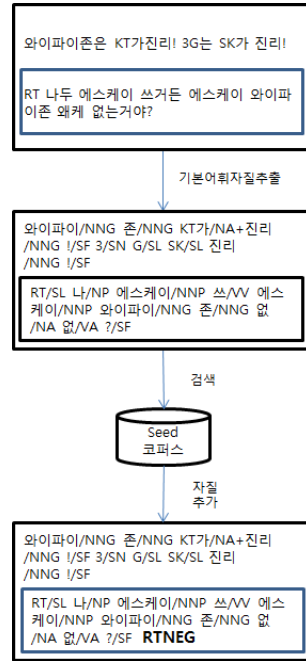 와이파이존은 KT가진리! 3G는 SK가 진리!
RT 나두 에스케이 쓰거든 에스케이 와이파
이존 왜케 없는거야?
기본어휘자질추출
와이파이/NNG 존/NNG KT가/NA+진리
/NNG !/SF 3/SN G/SL SK/SL 진리
/NNG !/SF
RT/SL 나/NP 에스케이/NNP 쓰/VV 에스
케이/NNP 와이파이/NNG 존/NNG 없
/NA 없/VA ?/SF
검색
Seed
코퍼스
자질
추가
와이파이/NNG 존/NNG KT가/NA+진리
/NNG !/SF 3/SN G/SL SK/SL 진리
/NNG !/SF
RT/SL 나/NP 에스케이/NNP 쓰/VV 에스
케이/NNP 와이파이/NNG 존/NNG 없
/NA 없/VA ?/SF RTNEG